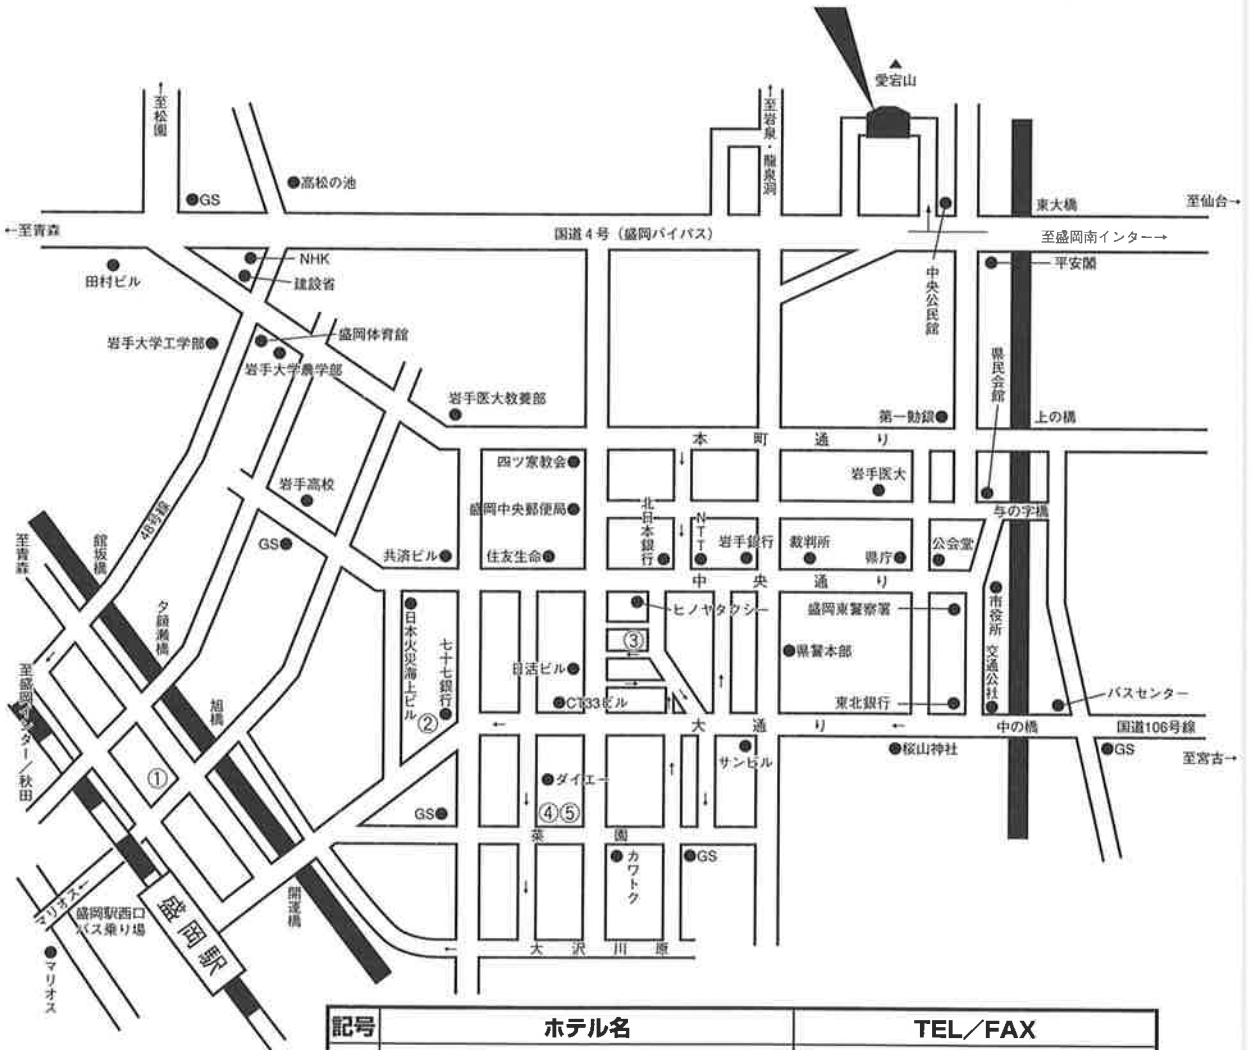 愛宕山
↑至松園
↑至岩泉・龍泉洞
高松の池
GS
東大橋
至仙台→
←至青森
国道4号（盛岡バイパス）
至盛岡南インター→
NHK
平安閣
田村ビル
建設省
中央公民館
盛岡体育館
岩手大学工学部
岩手大学農学部
県民会館
岩手医大教養部
第一勧銀
上の橋
本町通り
四ツ家教会
岩手医大
岩手高校
盛岡中央郵便局
北日本銀行
NTT
与の字橋
48号線
館坂橋
至青森
GS
共済ビル
住友生命
岩手銀行
裁判所
県庁
公会堂
中央通り
夕顔瀬橋
日本火災海上ビル
ヒノヤタクシー
盛岡東警察署
市役所
③
七十七銀行
県警本部
交通公社
至盛岡インター／秋田
日活ビル
旭橋
CT33ビル
東北銀行
バスセンター
②
大通り
中の橋
国道106号線
桜山神社
GS
至宮古→
サンビル
①
ダイエー
GS
④⑤
菜園
カワトク
GS
マリオス←
盛岡駅西口
バス乗り場
開運橋
盛岡駅
大沢川原
マリオス
記号
ホテル名
TEL／FAX